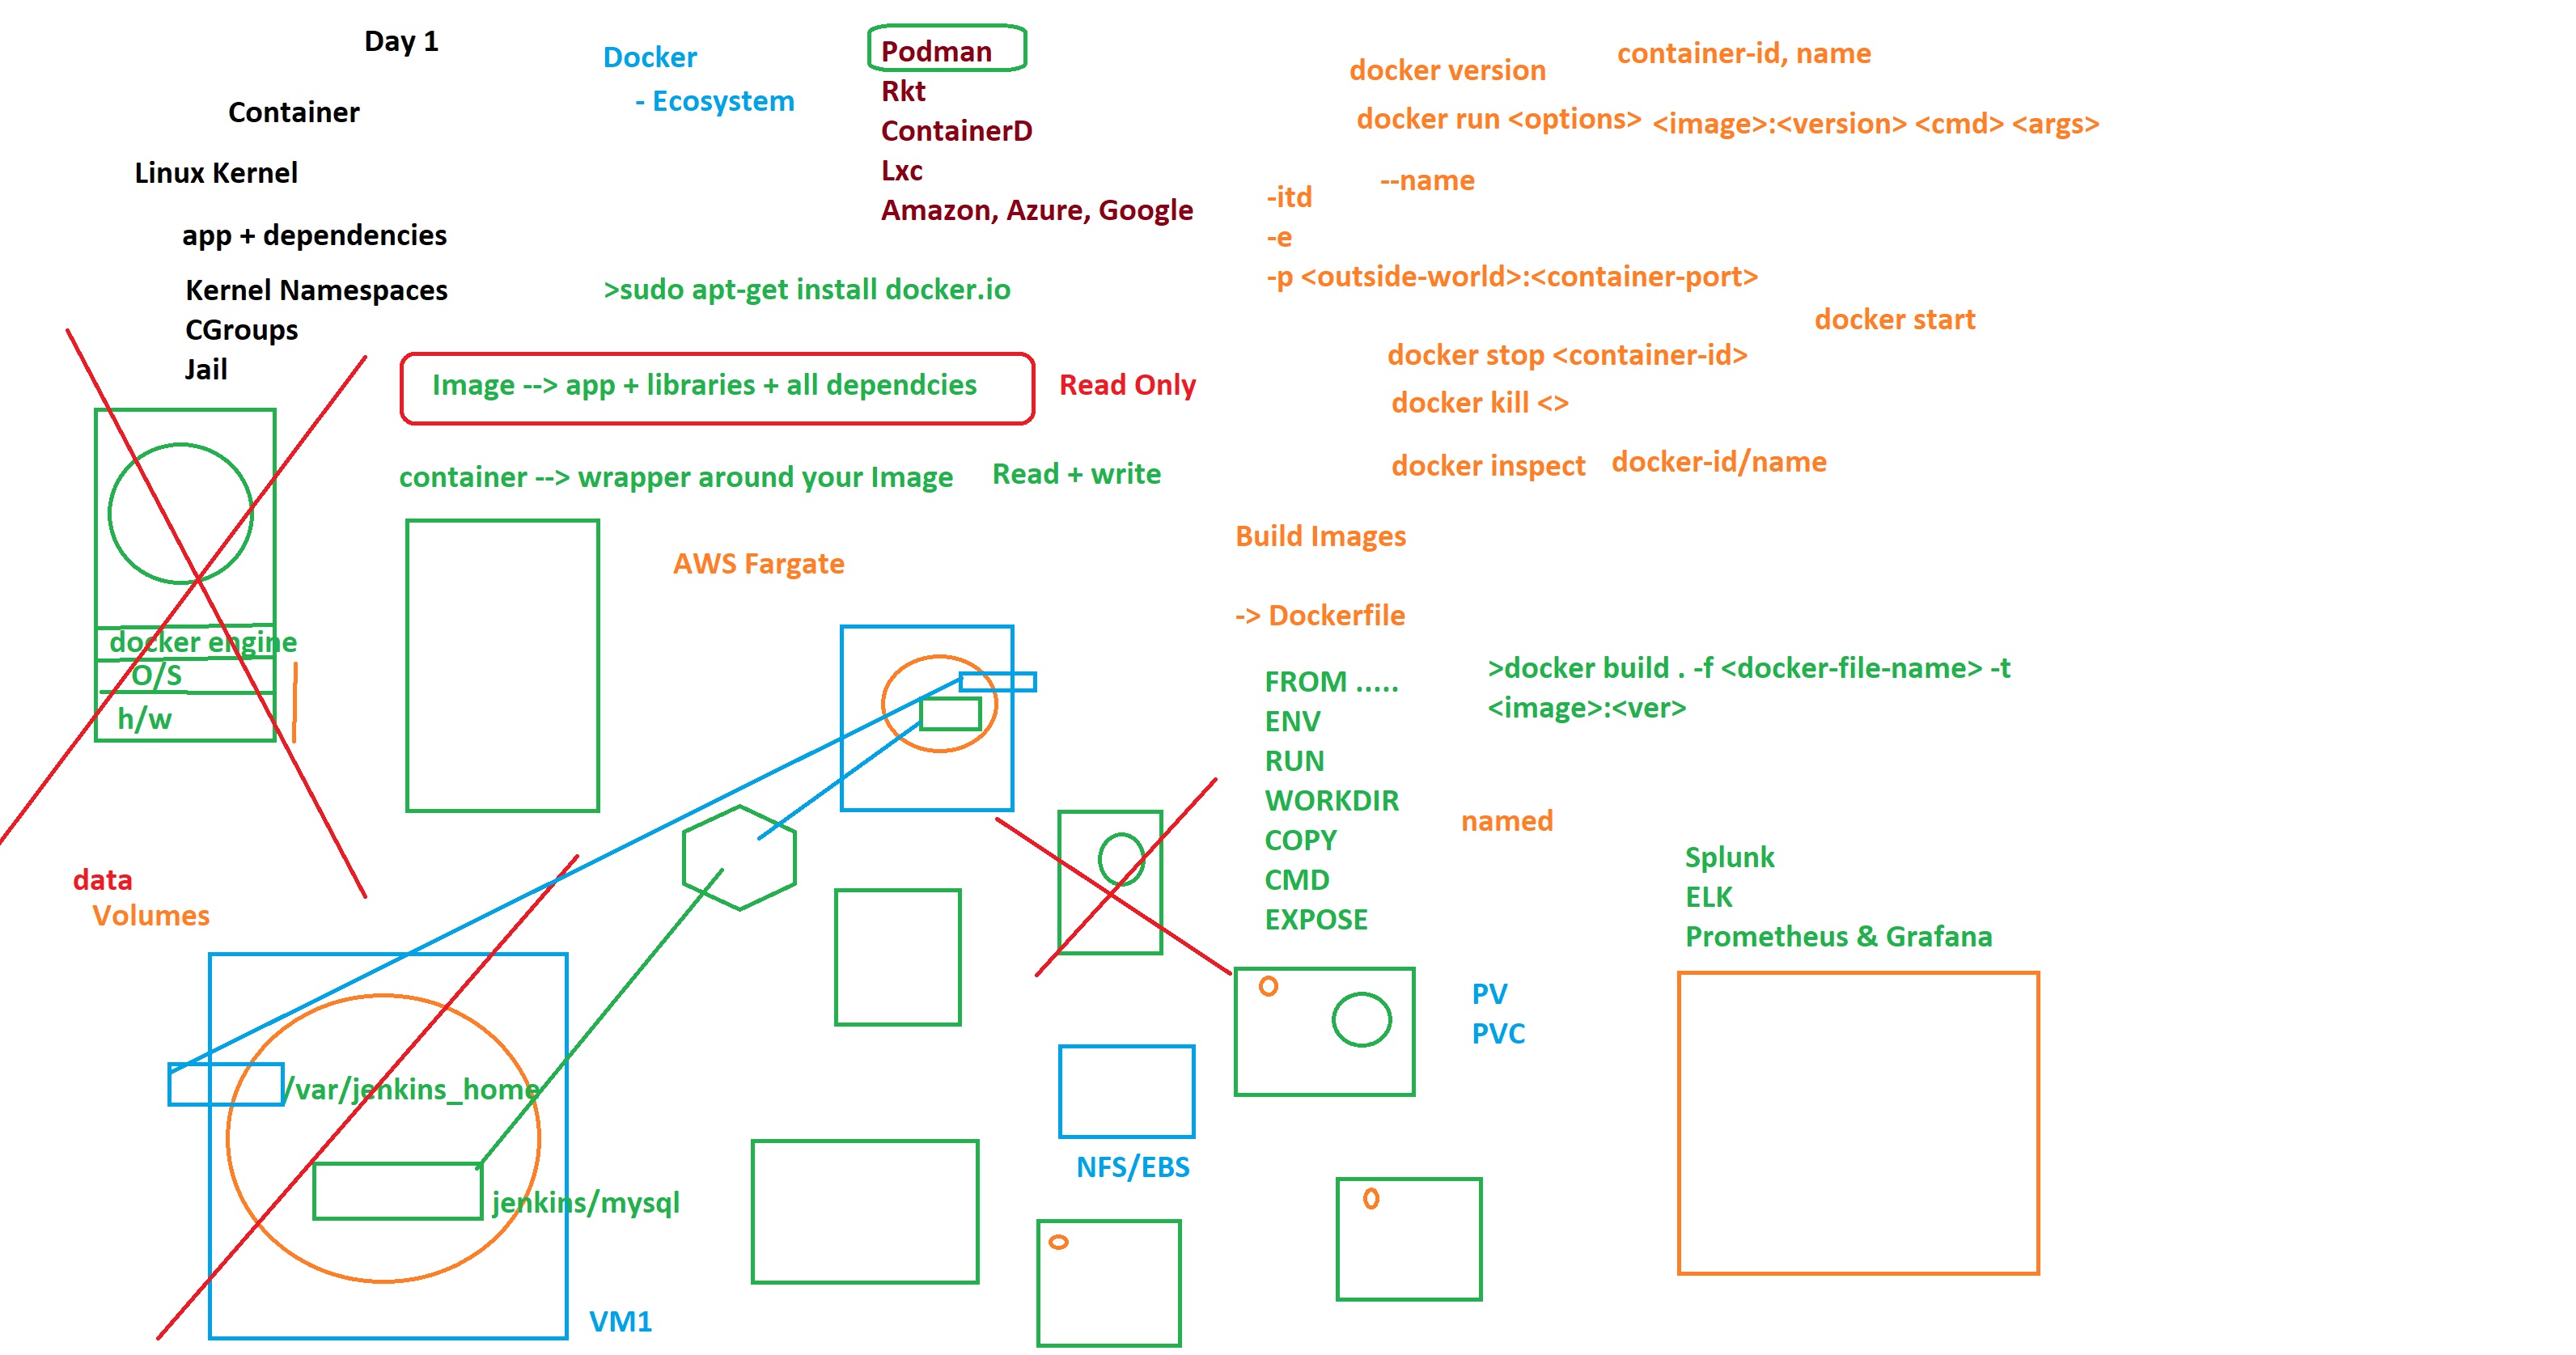 Day 1
Container
Linux Kernel
app + dependencies
Kernel Namespaces
CGroups
Jail
docker engine
O/S
h/w
Docker
- Ecosystem
Podman
Rkt
ContainerD
Lxc
Amazon, Azure, Google
>sudo apt-get install docker.io
Image --> app + libraries + all dependcies
Read Only
container --> wrapper around your Image
Read + write
AWS Fargate
data
Volumes
/var/jenkins_home
jenkins/mysql
VM1
NFS/EBS
container-id, name
docker version
docker run <options> <image>:<version> <cmd> <args>
--name
-itd
-e
-p <outside-world>:<container-port>
docker start
docker stop <container-id>
docker kill <>
docker inspect docker-id/name
Build Images
-> Dockerfile
FROM .....
ENV
RUN
WORKDIR
COPY
CMD
EXPOSE
>docker build . -f <docker-file-name> -t
<image>:<ver>
named
PV
PVC
Splunk
ELK
Prometheus & Grafana